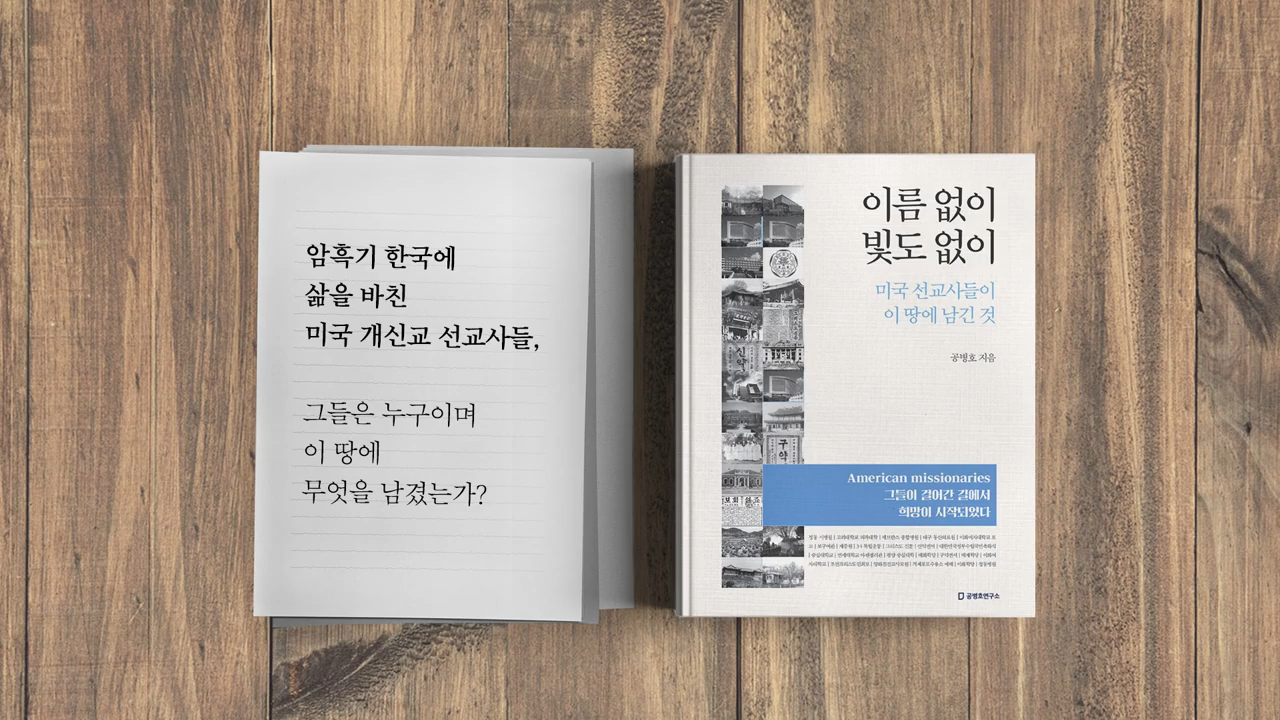 암흑기 한국에
삶을 바친
미국 개신교 선교사들,
그들은 누구이며
이 땅에
무엇을 남겼는가?
이름 없이
빛도 없이
미국 선교사들이
이 땅에 남긴 것
공병호 지음
신약
구약
American missionaries
그들이 걸어간 길에서
희망이 시작되었다
공병호연구소